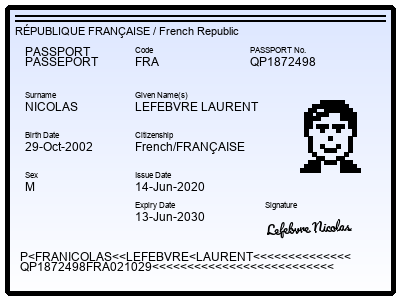 RÉPUBLIQUE FRANÇAISE / French Republic
PASSPORT Code PASSPORT No.
PASSEPORT FRA QP1872498
Surname Given Name(s)
NICOLAS LEFEBVRE LAURENT
Birth Date Citizenship
29-Oct-2002 French/FRANÇAISE
Sex Issue Date
M 14-Jun-2020
Expiry Date Signature
13-Jun-2030
Lefebvre Nicolas
P<FRANICOLAS<<LEFEBVRE<LAURENT<<<<<<<<<<<<<<
QP1872498FRA021029<<<<<<<<<<<<<<<<<<<<<<<<<<